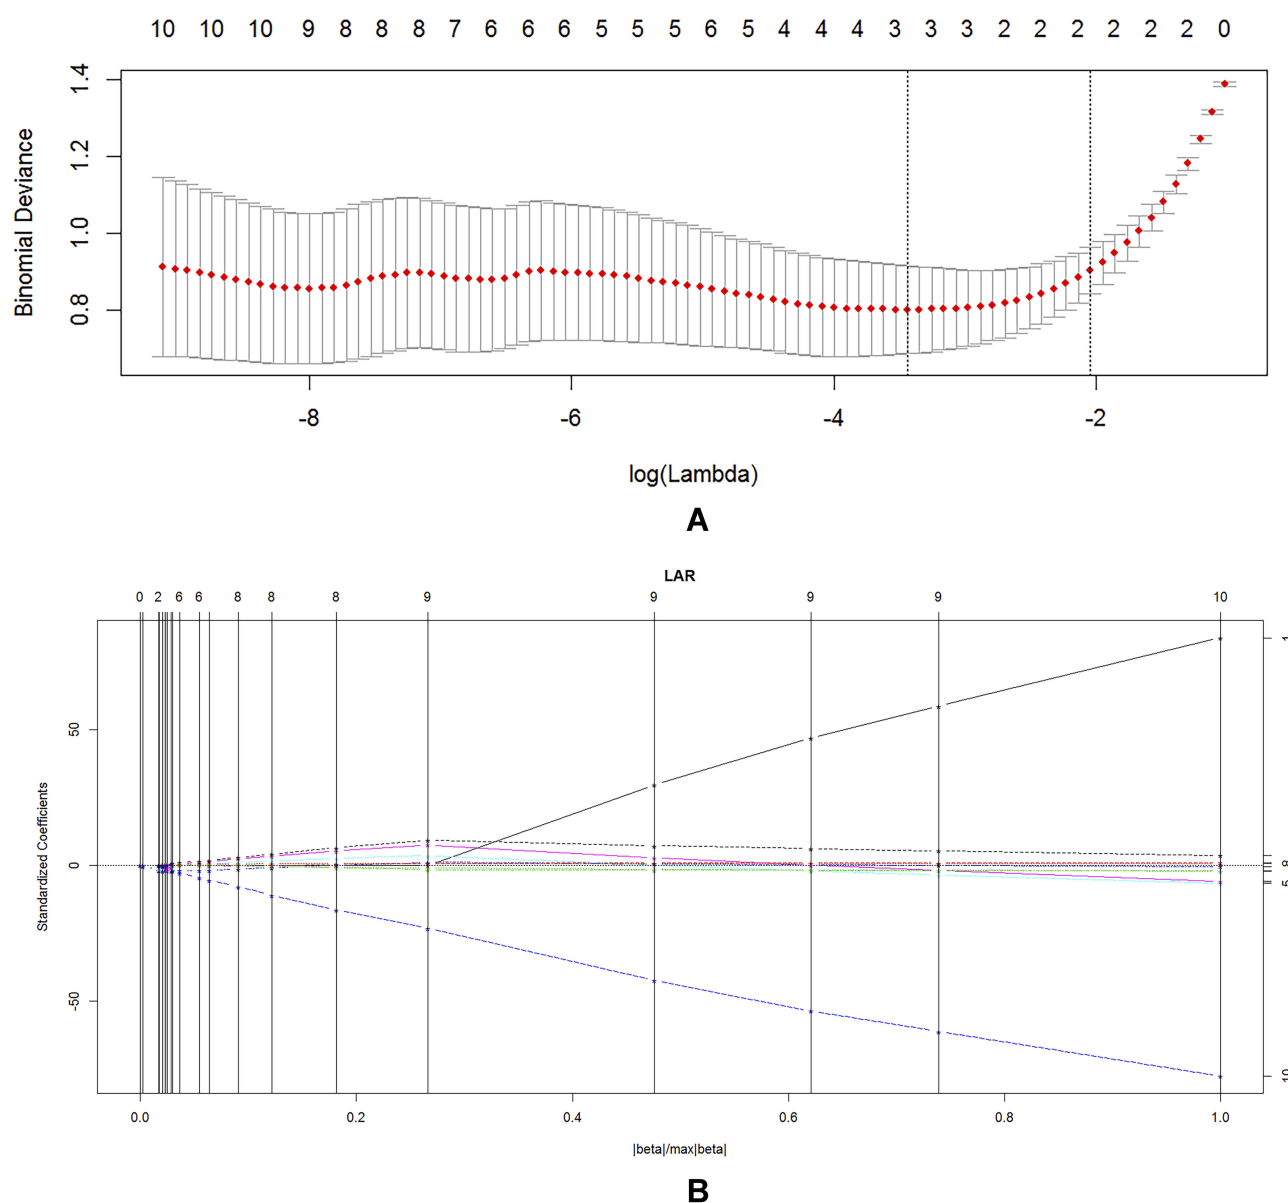 10 10 10 9 8 8 8 7 6 6 6 5 5 5 6 5 4 4 4 3 3 3 2 2 2 2 2 2 0
1.4
1.2
1.0
0.8
Binomial Deviance
-8 -6 -4 -2
log(Lambda)
A
LAR
0 2 6 6 8 8 8 9 9 9 9 10
50
0
-50
Standardized Coefficients
1
10
0.0 0.2 0.4 0.6 0.8 1.0
|beta|/max|beta|
B